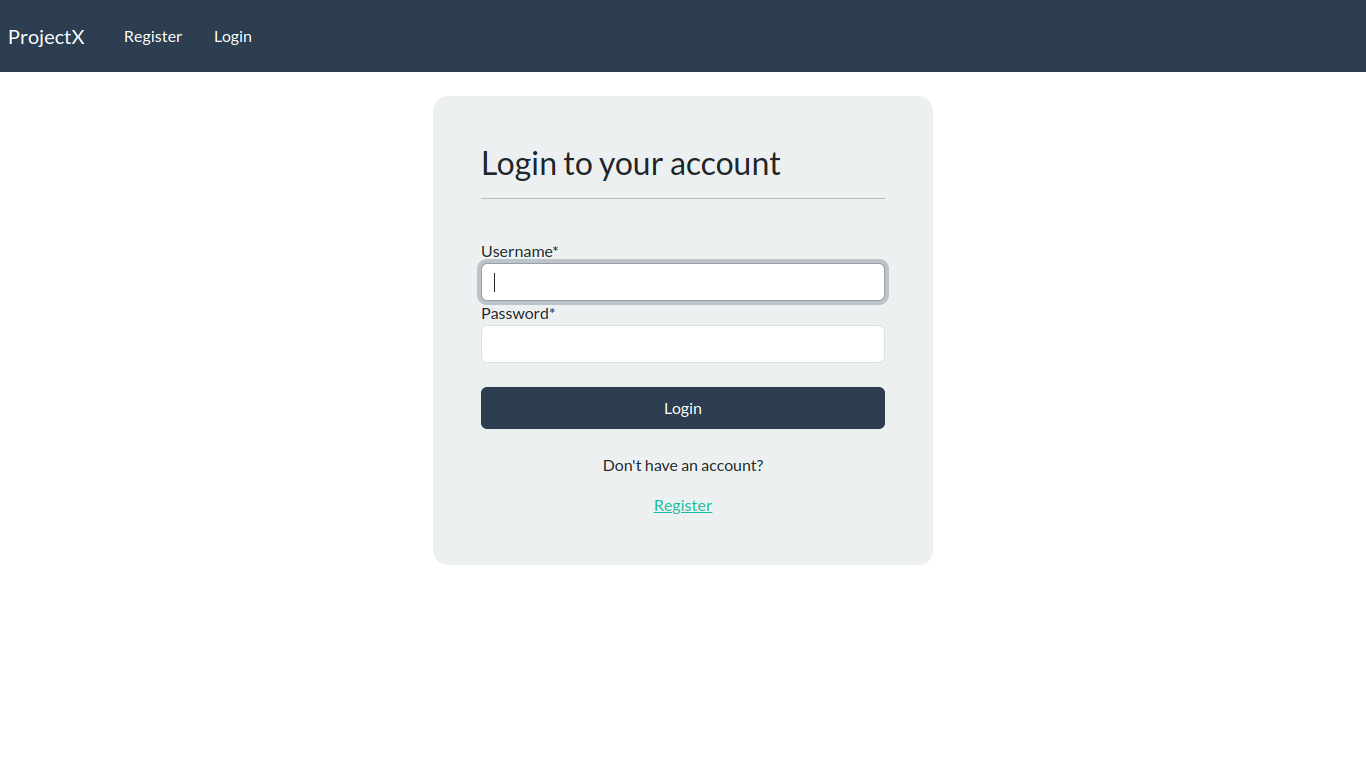 ProjectX Register Login
Login to your account
Username*
Password*
Login
Don't have an account?
Register